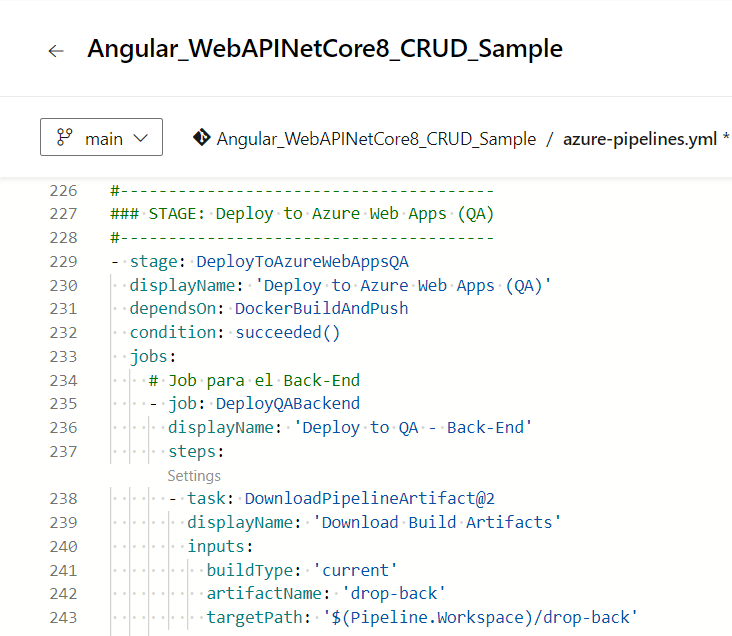 ← Angular_WebAPINetCore8_CRUD_Sample
main Angular_WebAPINetCore8_CRUD_Sample / azure-pipelines.yml *
226 #---------------------------------------
227 ### STAGE: Deploy to Azure Web Apps (QA)
228 #---------------------------------------
229 - stage: DeployToAzureWebAppsQA
230 displayName: 'Deploy to Azure Web Apps (QA)'
231 dependsOn: DockerBuildAndPush
232 condition: succeeded()
233 jobs:
234 # Job para el Back-End
235 - job: DeployQABackend
236 displayName: 'Deploy to QA - Back-End'
237 steps:
Settings
238 - task: DownloadPipelineArtifact@2
239 displayName: 'Download Build Artifacts'
240 inputs:
241 buildType: 'current'
242 artifactName: 'drop-back'
243 targetPath: '$(Pipeline.Workspace)/drop-back'